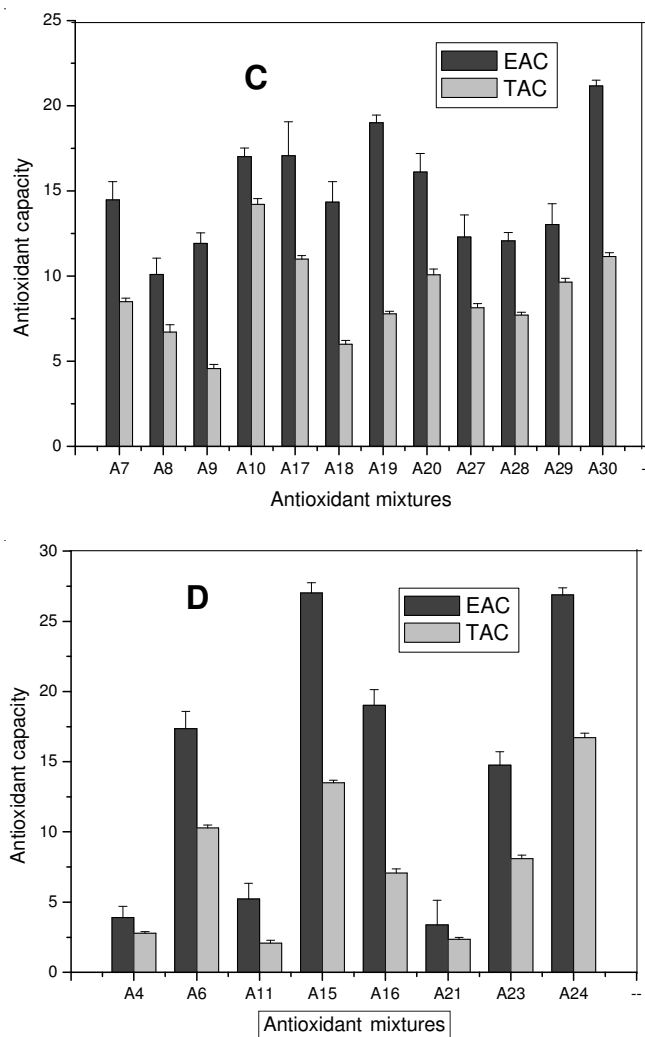 25
20
15
10
5
0
Antioxidant capacity
C
EAC
TAC
A7 A8 A9 A10 A17 A18 A19 A20 A27 A28 A29 A30 -
Antioxidant mixtures
30
25
20
15
10
5
0
Antioxidant capacity
D
EAC
TAC
A4 A6 A11 A15 A16 A21 A23 A24 --
Antioxidant mixtures